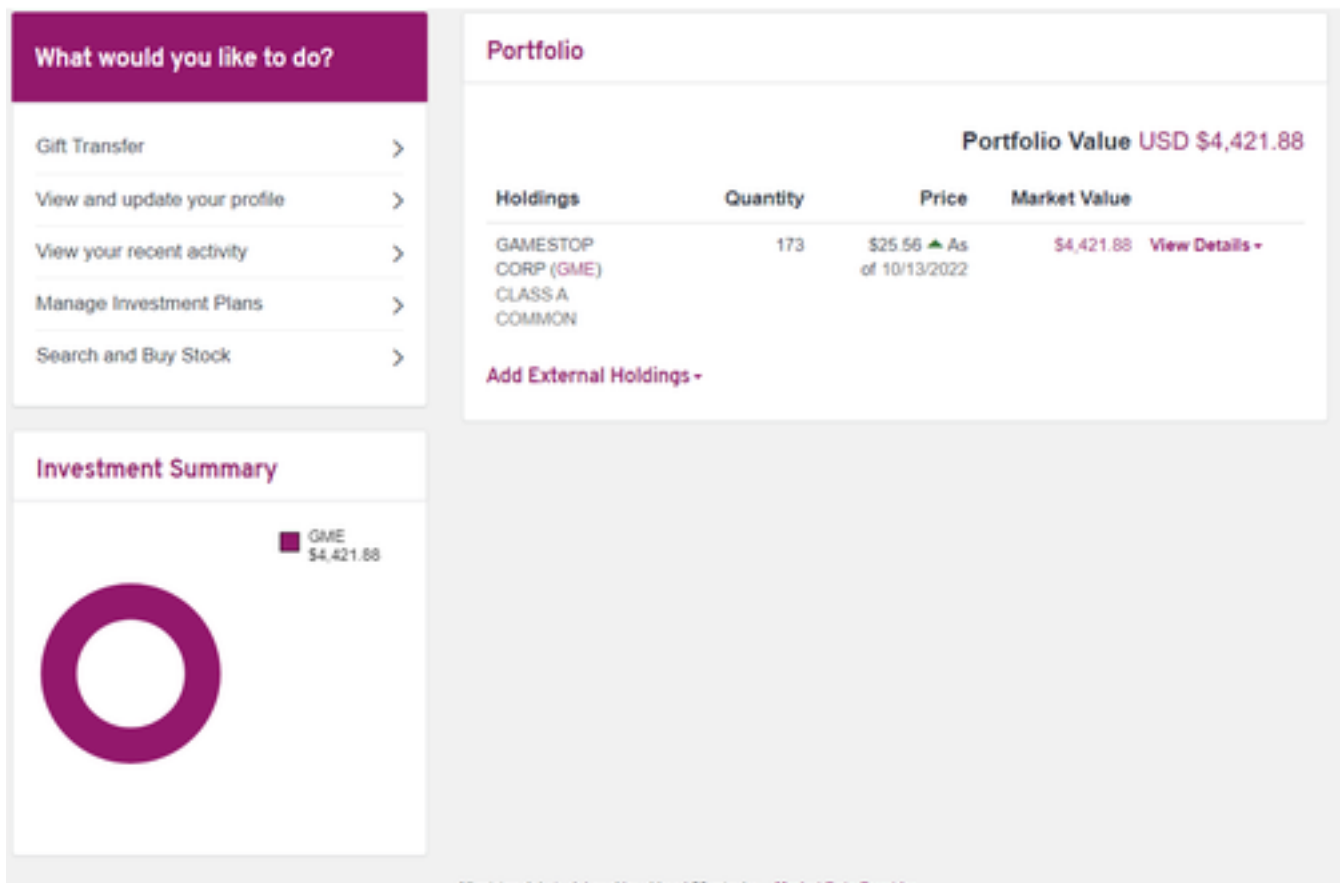 What would you like to do?
Gift Transfer
View and update your profile
View your recent activity
Manage Investment Plans
Search and Buy Stock
Portfolio
Portfolio Value USD $4,421.88
Holdings Quantity Price Market Value
GAMESTOP 173 $25.56 ▲ As $4,421.88 View Details
CORP (GME) of 10/13/2022
CLASS A
COMMON
Add External Holdings
Investment Summary
GME
$4,421.88